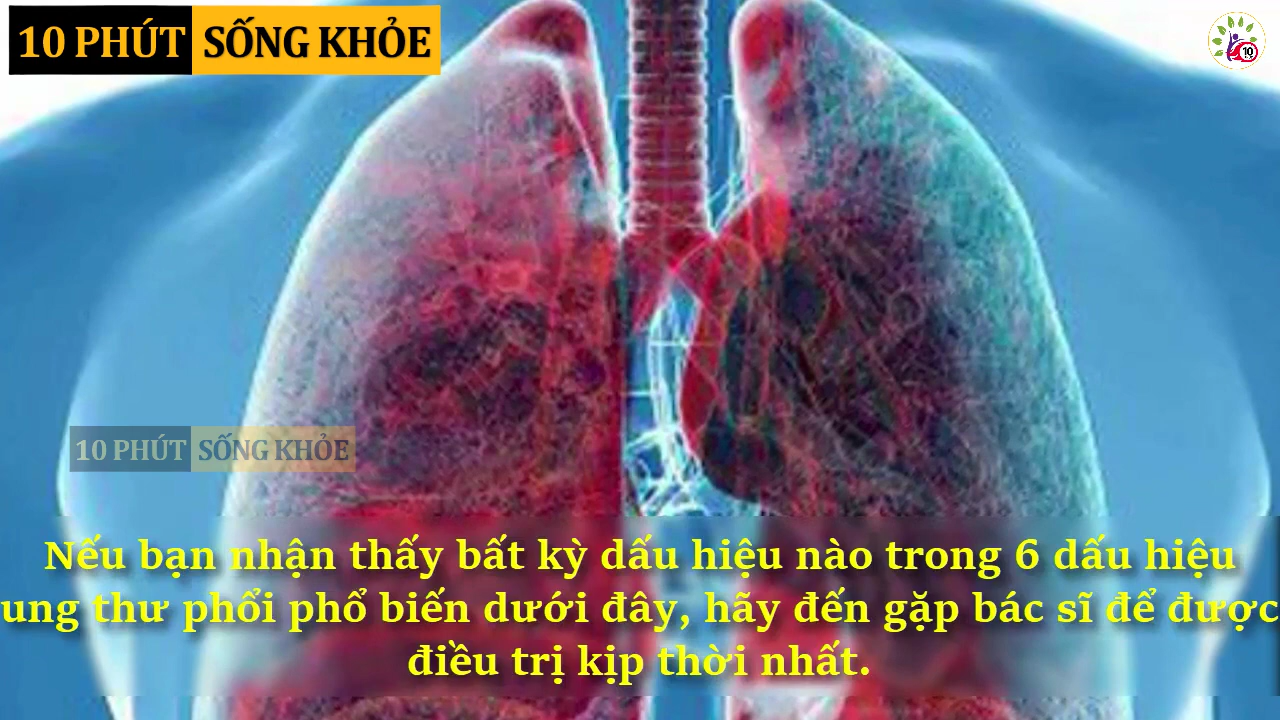 10 PHÚT SỐNG KHỎE
10
10 PHÚT SỐNG KHỎE
Nếu bạn nhận thấy bất kỳ dấu hiệu nào trong 6 dấu hiệu
ung thư phổi phổ biến dưới đây, hãy đến gặp bác sĩ để được
điều trị kịp thời nhất.